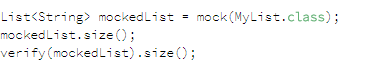 List<String> mockedList = mock(MyList.class);
mockedList.size();
verify(mockedList).size();